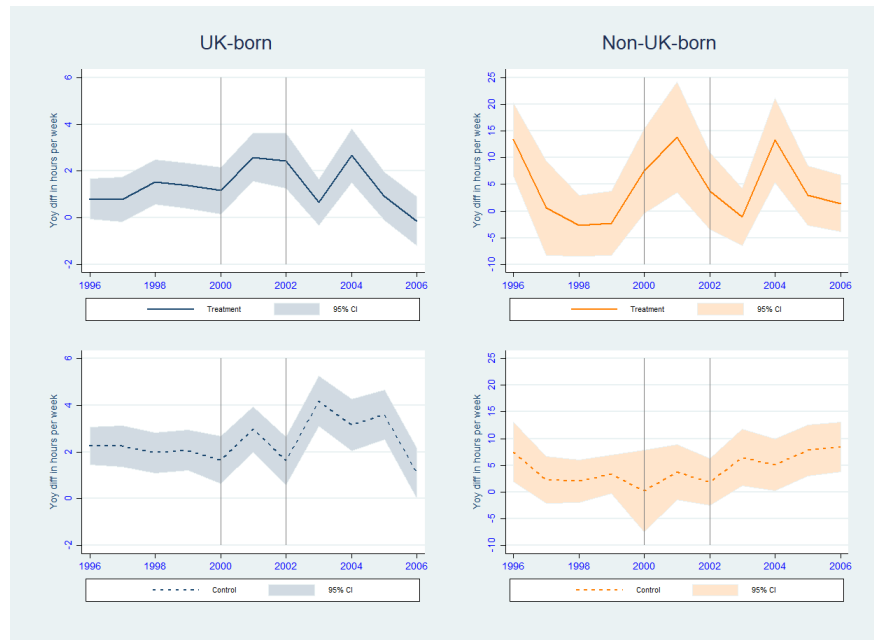 UK-born
Non-UK-born
Yoy diff in hours per week
6
4
2
0
-2
1996 1998 2000 2002 2004 2006
Treatment 95% CI
Yoy diff in hours per week
25
20
15
10
5
0
-5
-10
1996 1998 2000 2002 2004 2006
Treatment 95% CI
Yoy diff in hours per week
6
4
2
0
-2
1996 1998 2000 2002 2004 2006
Control 95% CI
Yoy diff in hours per week
25
20
15
10
5
0
-5
-10
1996 1998 2000 2002 2004 2006
Control 95% CI